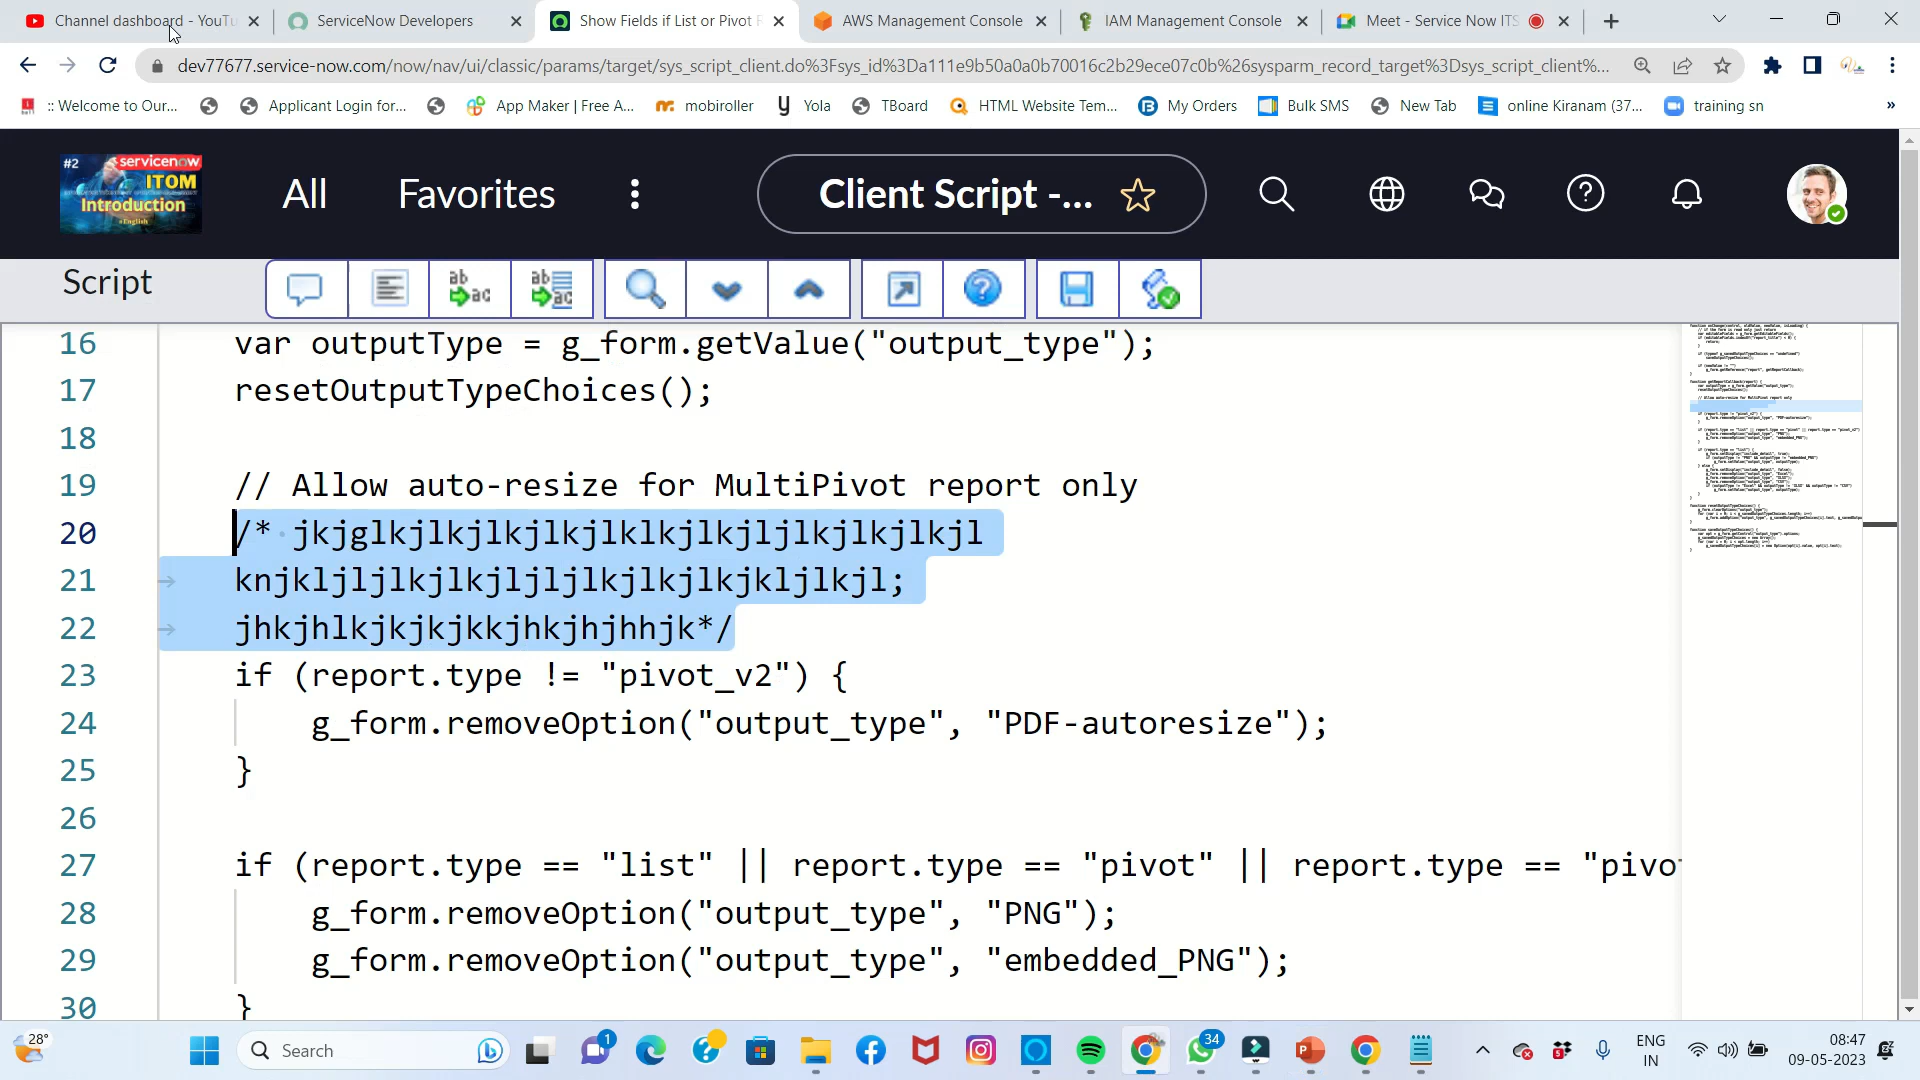 Channel dashboard - YouTu
ServiceNow Developers
Show Fields if List or Pivot R
AWS Management Console
IAM Management Console
Meet - Service Now ITS
dev77677.service-now.com/now/nav/ui/classic/params/target/sys_script_client.do%3Fsys_id%3Da111e9b50a0a0b70016c2b29ece07c0b%26sysparm_record_target%3Dsys_script_client%...
:: Welcome to Our...
Applicant Login for...
App Maker | Free A...
mobiroller
Yola
TBoard
HTML Website Tem...
My Orders
Bulk SMS
New Tab
online Kiranam (37...
training sn
»
#2 servicenow
ITOM
Introduction
All
Favorites
Client Script -...
Script
16 var outputType = g_form.getValue("output_type");
17 resetOutputTypeChoices();
18
19 // Allow auto-resize for MultiPivot report only
20 /* jkjglkjlkjlkjlkjlklkjlkjljlkjlkjlkjl
21 knjkljljlkjlkjljljlkjlkjlkjkljlkjl;
22 jhkjhlkjkjkjkkjhkjhjhhjk*/
23 if (report.type != "pivot_v2") {
24 g_form.removeOption("output_type", "PDF-autoresize");
25 }
26
27 if (report.type == "list" || report.type == "pivot" || report.type == "pivo
28 g_form.removeOption("output_type", "PNG");
29 g_form.removeOption("output_type", "embedded_PNG");
30 }
28°
Search
1
34
5
ENG
IN
08:47
09-05-2023